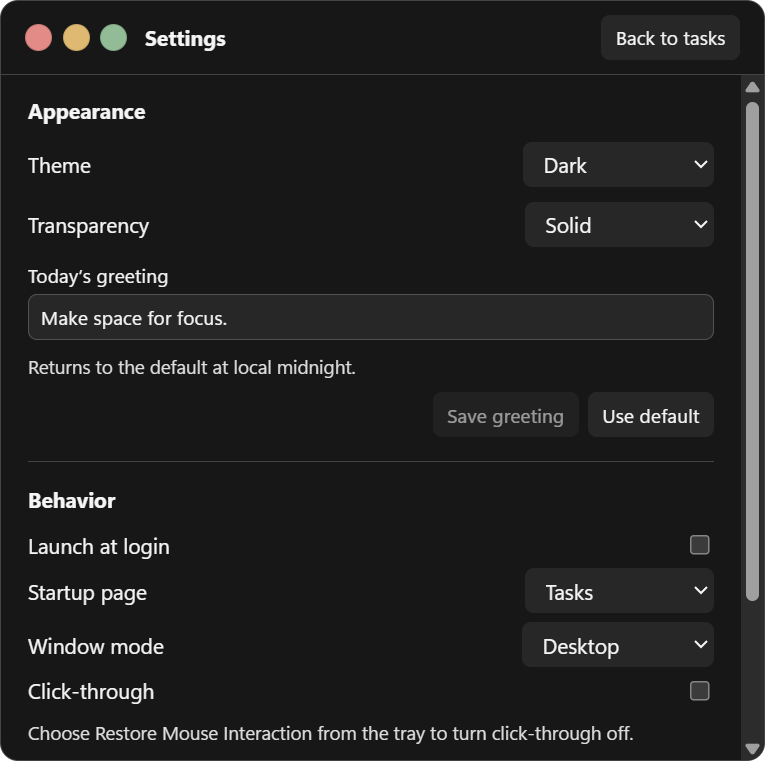 Settings
Back to tasks
Appearance
Theme
Dark
Transparency
Solid
Today’s greeting
Make space for focus.
Returns to the default at local midnight.
Save greeting
Use default
Behavior
Launch at login
Startup page
Tasks
Window mode
Desktop
Click-through
Choose Restore Mouse Interaction from the tray to turn click-through off.